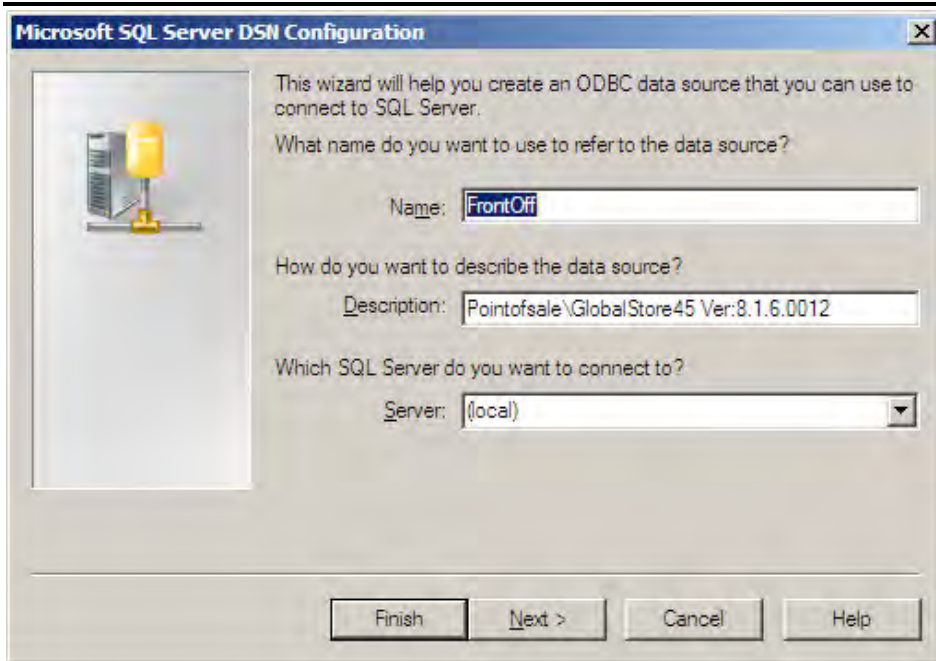 Microsoft SQL Server DSN Configuration
This wizard will help you create an ODBC data source that you can use to
connect to SQL Server.
What name do you want to use to refer to the data source?
Name: FrontOff
How do you want to describe the data source?
Description: Pointofsale\GlobalStore45 Ver:8.1.6.0012
Which SQL Server do you want to connect to?
Server: (local)
Finish Next > Cancel Help